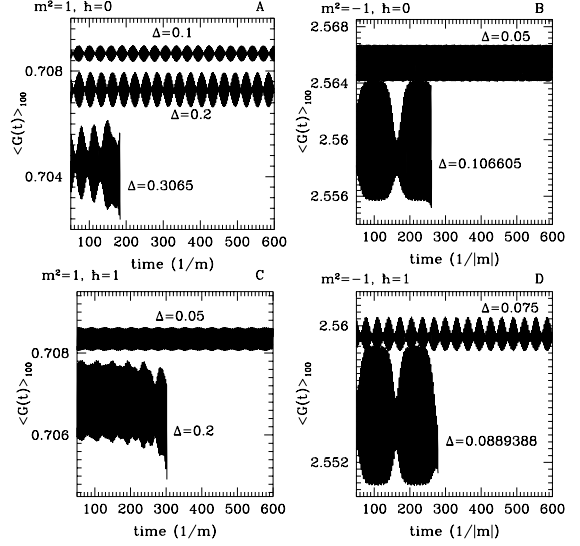 m²=1, ħ=0 A
Δ=0.1
0.708
Δ=0.2
<G(t)>₁₀₀
0.704
Δ=0.3065
100 200 300 400 500 600
time (1/m)
m²=−1, ħ=0 B
2.568
Δ=0.05
2.564
<G(t)>₁₀₀
2.56
Δ=0.106605
2.556
100 200 300 400 500 600
time (1/|m|)
m²=1, ħ=1 C
Δ=0.05
0.708
<G(t)>₁₀₀
0.706
Δ=0.2
100 200 300 400 500 600
time (1/m)
m²=−1, ħ=1 D
Δ=0.075
2.56
<G(t)>₁₀₀
Δ=0.0889388
2.552
100 200 300 400 500 600
time (1/|m|)